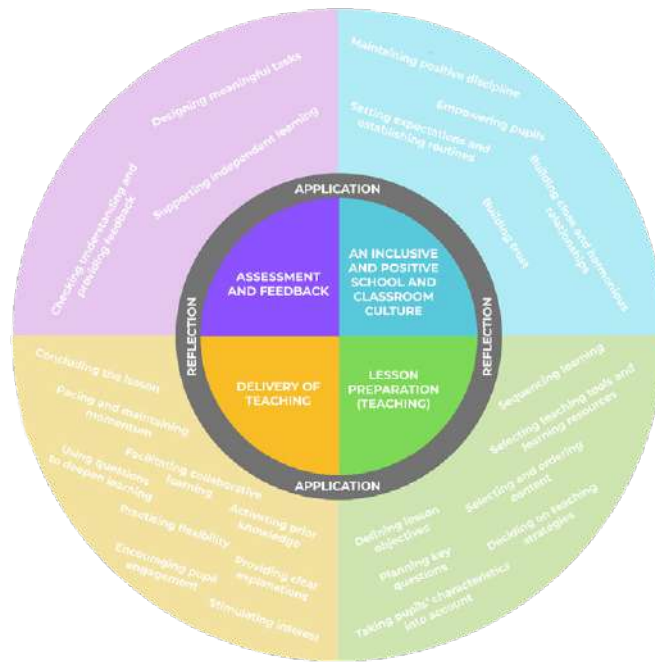 Designing meaningful tasks
Supporting independent learning
Checking understanding and
providing feedback
Maintaining positive discipline
Empowering pupils
Setting expectations and
establishing routines
Building close and harmonious
relationships
Building trust
APPLICATION
REFLECTION
ASSESSMENT
AND FEEDBACK
AN INCLUSIVE
AND POSITIVE
SCHOOL AND
CLASSROOM
CULTURE
REFLECTION
DELIVERY OF
TEACHING
LESSON
PREPARATION
(TEACHING)
APPLICATION
Concluding the lesson
Pacing and maintaining
momentum
Using questions
to deepen learning
Facilitating collaborative
learning
Activating prior
knowledge
Practising flexibility
Encouraging pupil
engagement
Providing clear
explanations
Stimulating interest
Sequencing learning
Selecting teaching tools and
learning resources
Selecting and ordering
content
Defining lesson
objectives
Deciding on teaching
strategies
Planning key
questions
Taking pupils' characteristics
into account